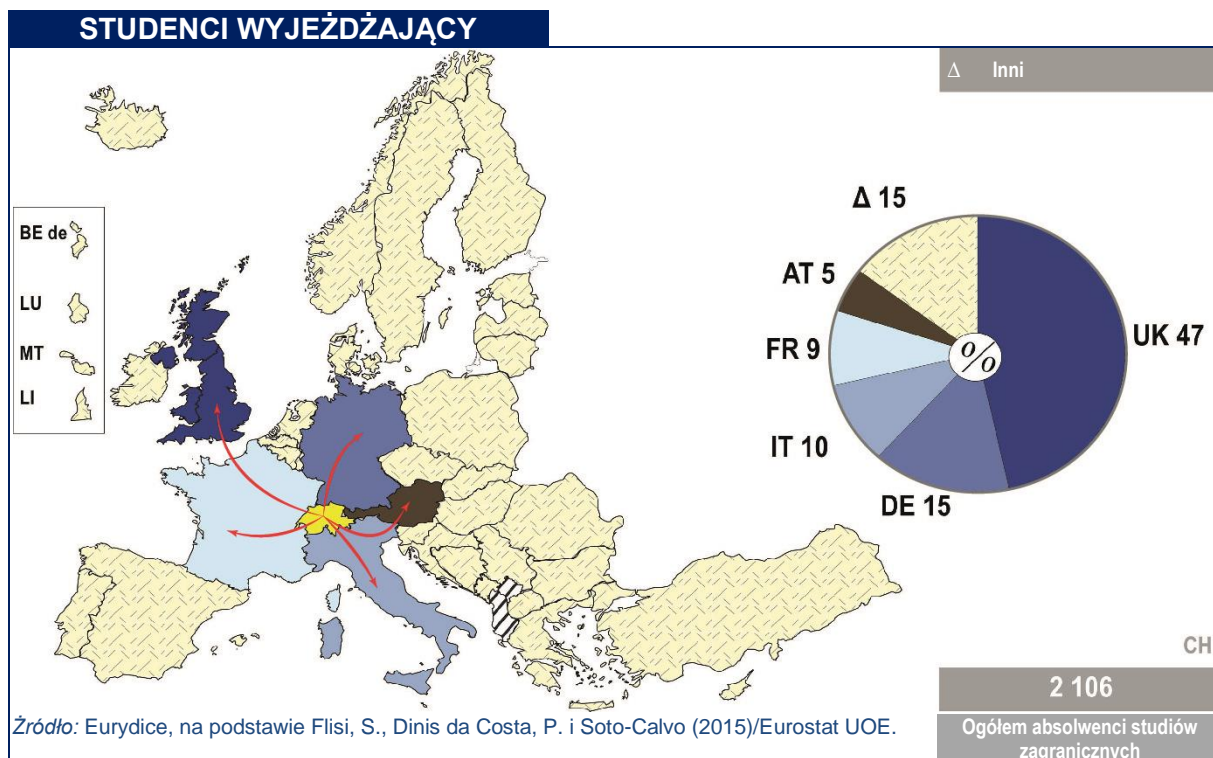 STUDENCI WYJEŻDŻAJĄCY
Δ Inni
BE de
LU
MT
LI
Δ 15
AT 5
FR 9
IT 10
DE 15
UK 47
%
CH
2 106
Ogółem absolwenci studiów
zagranicznych
Źródło: Eurydice, na podstawie Flisi, S., Dinis da Costa, P. i Soto-Calvo (2015)/Eurostat UOE.